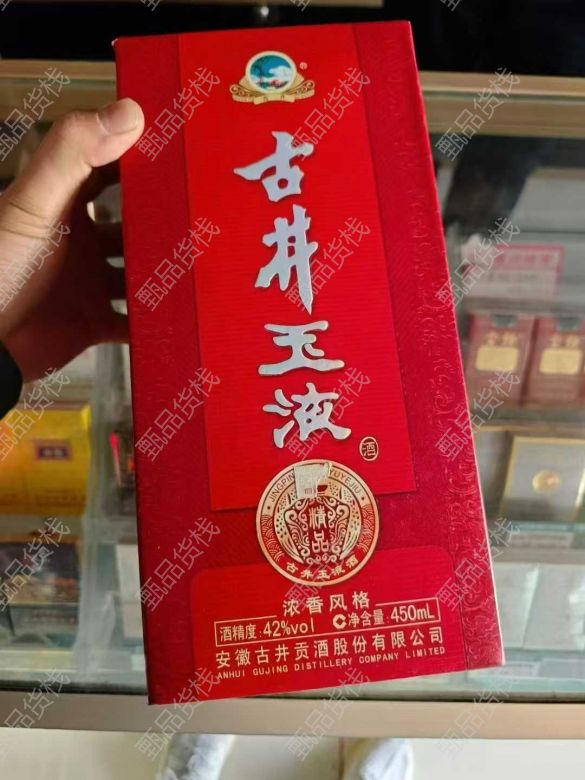 古井玉液
酒
JINGPIN YUYEJIU
精品
古井玉液酒
浓香风格
酒精度:42%vol
净含量:450mL
安徽古井贡酒股份有限公司
ANHUI GUJING DISTILLERY COMPANY LIMITED
甄品货栈